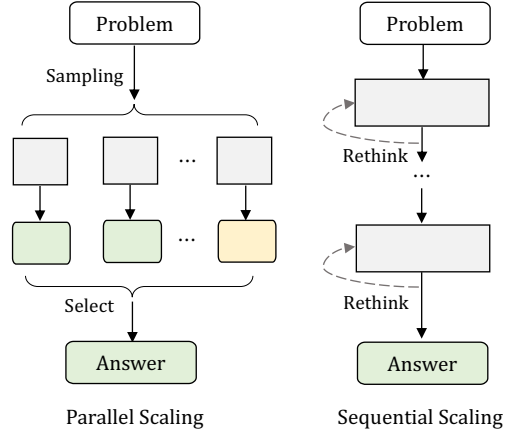 Problem
Sampling
...
...
Select
Answer
Parallel Scaling
Problem
Rethink
...
Rethink
Answer
Sequential Scaling